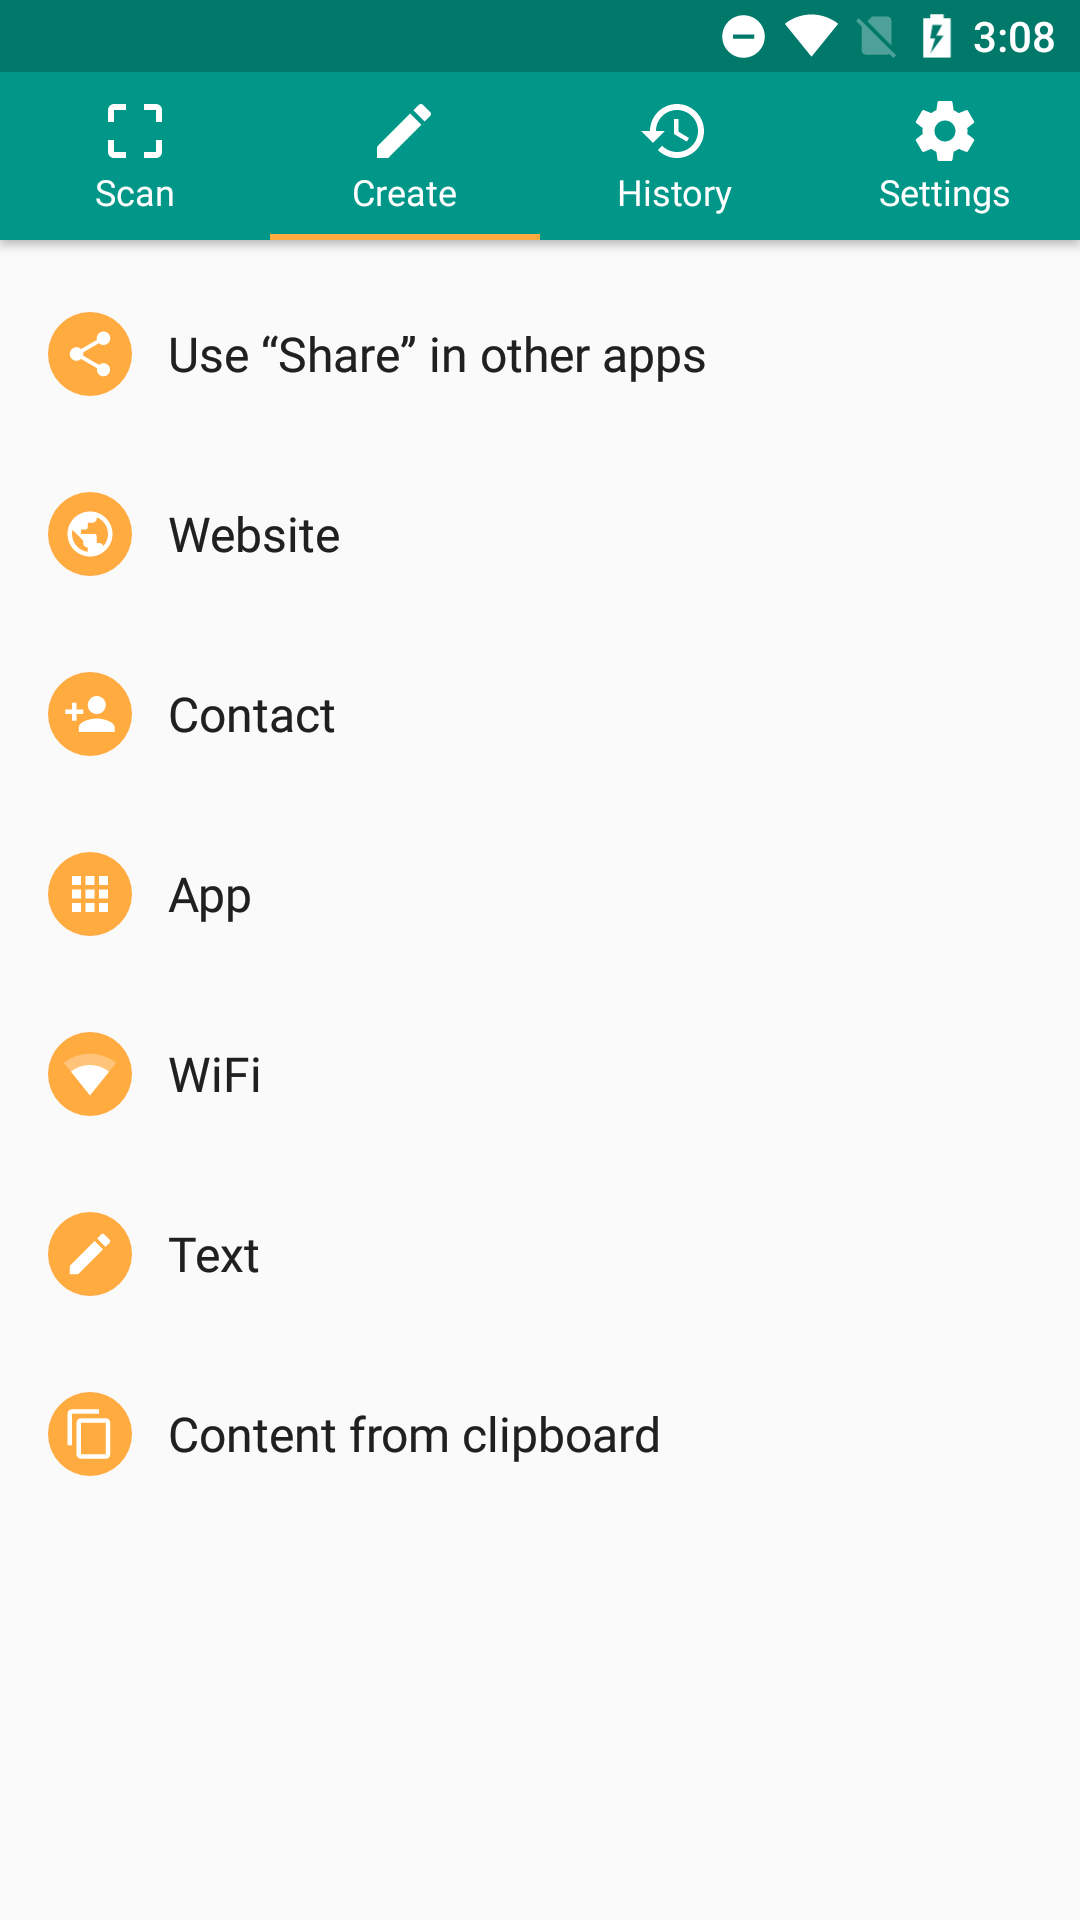 3:08
Scan Create History Settings
Use “Share” in other apps
Website
Contact
App
WiFi
Text
Content from clipboard